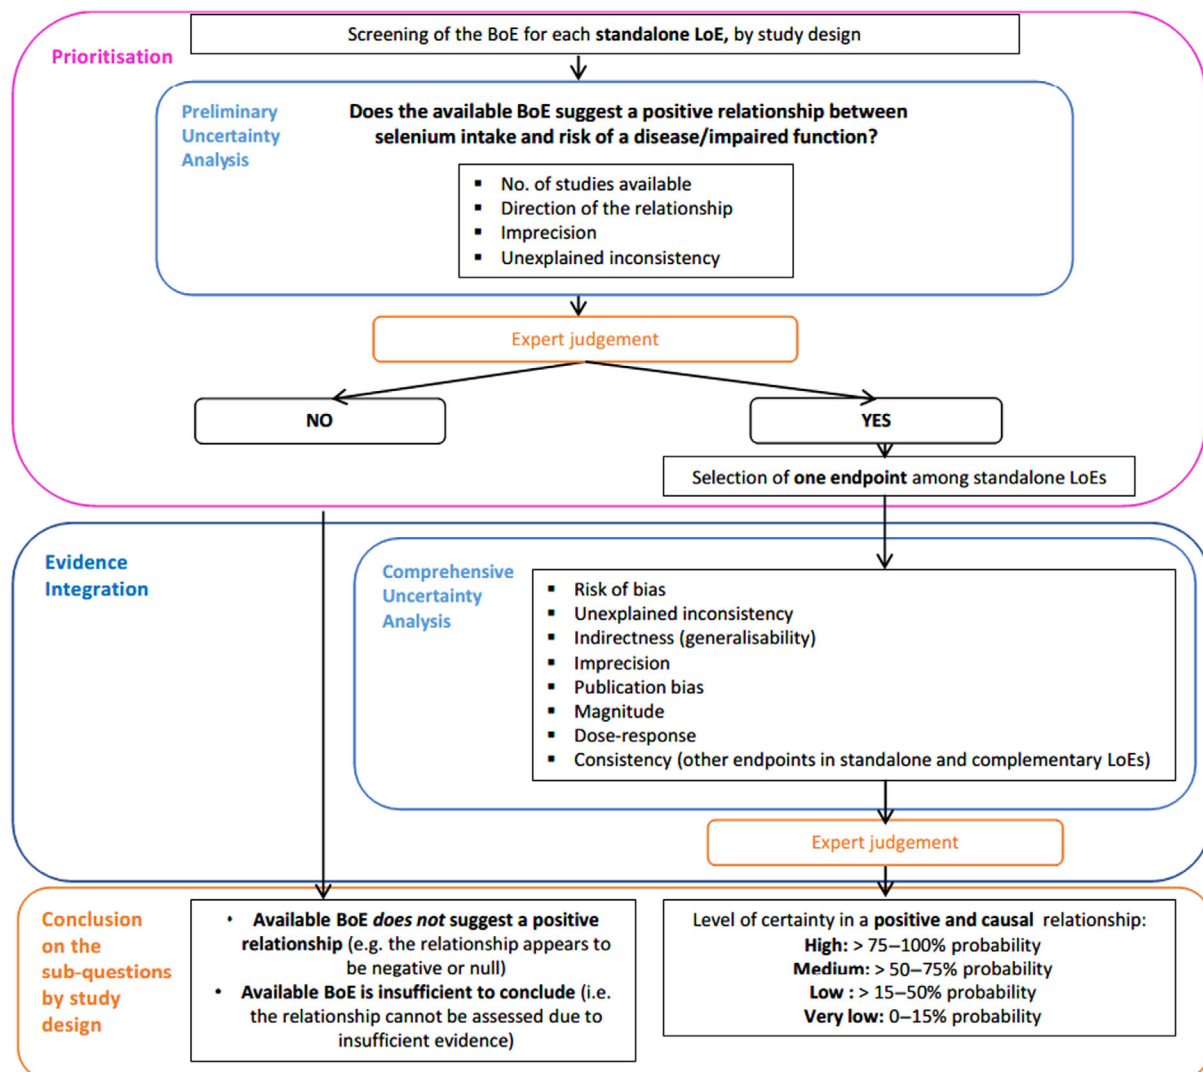 Screening of the BoE for each standalone LoE, by study design
Prioritisation
Preliminary
Uncertainty
Analysis
Does the available BoE suggest a positive relationship between
selenium intake and risk of a disease/impaired function?
▪ No. of studies available
▪ Direction of the relationship
▪ Imprecision
▪ Unexplained inconsistency
Expert judgement
NO
YES
Selection of one endpoint among standalone LoEs
Evidence
Integration
Comprehensive
Uncertainty
Analysis
▪ Risk of bias
▪ Unexplained inconsistency
▪ Indirectness (generalisability)
▪ Imprecision
▪ Publication bias
▪ Magnitude
▪ Dose-response
▪ Consistency (other endpoints in standalone and complementary LoEs)
Expert judgement
Conclusion
on the
sub-questions
by study
design
• Available BoE does not suggest a positive
relationship (e.g. the relationship appears to
be negative or null)
• Available BoE is insufficient to conclude (i.e.
the relationship cannot be assessed due to
insufficient evidence)
Level of certainty in a positive and causal relationship:
High: > 75–100% probability
Medium: > 50–75% probability
Low : > 15–50% probability
Very low: 0–15% probability